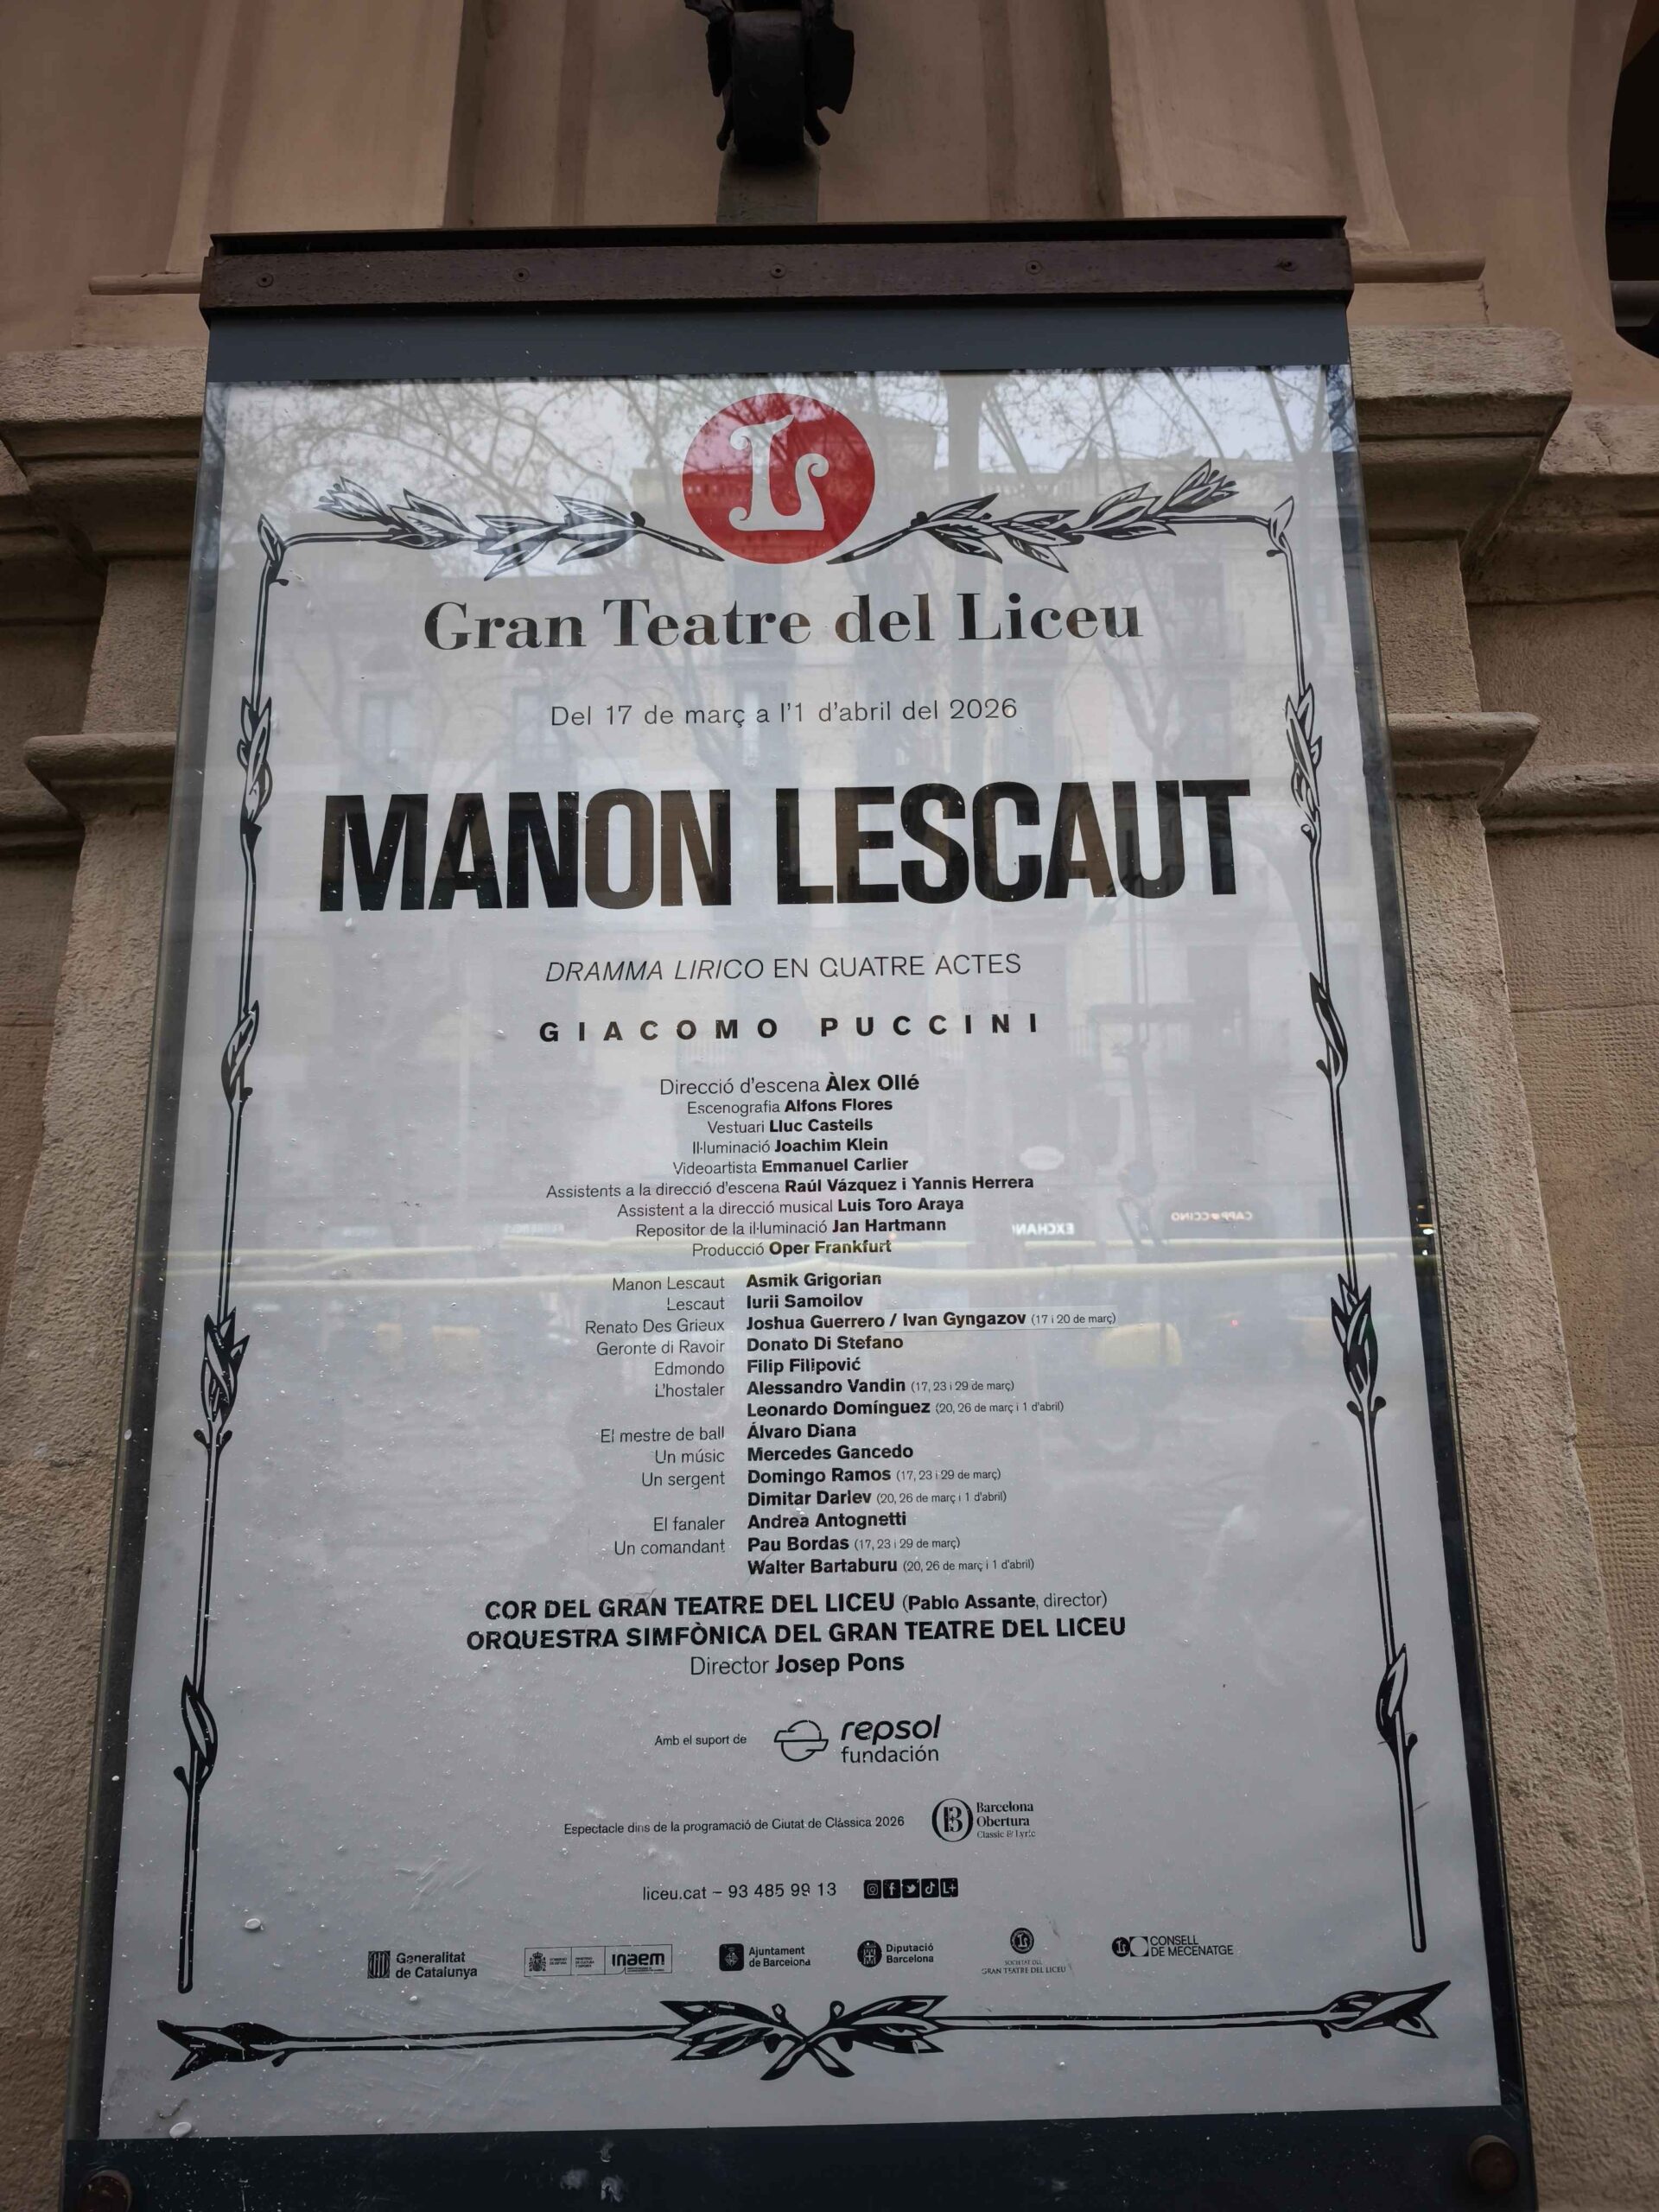 L
Gran Teatre del Liceu
Del 17 de març a l'1 d'abril del 2026
MANON LESCAUT
DRAMMA LIRICO EN QUATRE ACTES
GIACOMO PUCCINI
Direcció d'escena Àlex Ollé
Escenografia Alfons Flores
Vestuari Lluc Castells
Il·luminació Joachim Klein
Videoartista Emmanuel Carlier
Assistents a la direcció d'escena Raúl Vázquez i Yannis Herrera
Assistent a la direcció musical Luis Toro Araya
Repositor de la il·luminació Jan Hartmann
Producció Oper Frankfurt
Manon Lescaut Asmik Grigorian
Lescaut Iurii Samoilov
Renato Des Grieux Joshua Guerrero / Ivan Gyngazov (17 i 20 de març)
Geronte di Ravoir Donato Di Stefano
Edmondo Filip Filipović
L'hostaler Alessandro Vandin (17, 23 i 29 de març)
Leonardo Domínguez (20, 26 de març i 1 d'abril)
El mestre de ball Álvaro Diana
Un músic Mercedes Gancedo
Un sergent Domingo Ramos (17, 23 i 29 de març)
Dimitar Darlev (20, 26 de març i 1 d'abril)
El fanaler Andrea Antognetti
Un comandant Pau Bordas (17, 23 i 29 de març)
Walter Bartaburu (20, 26 de març i 1 d'abril)
COR DEL GRAN TEATRE DEL LICEU (Pablo Assante, director)
ORQUESTRA SIMFÒNICA DEL GRAN TEATRE DEL LICEU
Director Josep Pons
Amb el suport de repsol
fundación
Espectacle dins de la programació de Ciutat de Clàssica 2026
B Barcelona
Obertura
Classic & Lyric
liceu.cat – 93 485 99 13
L+
Generalitat
de Catalunya
inaem
Ajuntament
de Barcelona
Diputació
Barcelona
SOCIETAT DEL
GRAN TEATRE DEL LICEU
CONSELL
DE MECENATGE